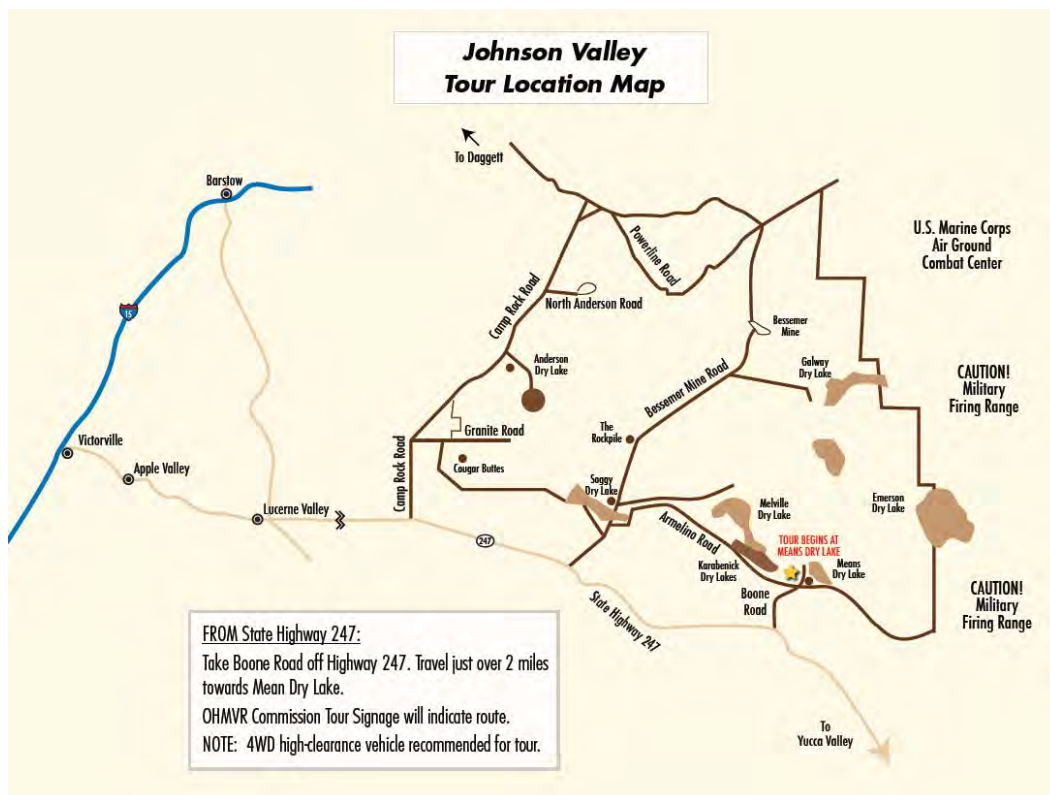 Johnson Valley
Tour Location Map
To Daggett
Barstow
U.S. Marine Corps
Air Ground
Combat Center
Powerline Road
Camp Rock Road
North Anderson Road
15
Bessemer
Mine
Anderson
Dry Lake
Galway
Dry Lake
Bessemer Mine Road
CAUTION!
Military
Firing Range
Granite Road
The
Rockpile
Victorville
Camp Rock Road
Cougar Buttes
Apple Valley
Soggy
Dry Lake
Melville
Dry Lake
Emerson
Dry Lake
Lucerne Valley
Armelino Road
247
TOUR BEGINS AT
MEANS DRY LAKE
Karabenick
Dry Lakes
Means
Dry Lake
Boone
Road
CAUTION!
Military
Firing Range
State Highway 247
FROM State Highway 247:
Take Boone Road off Highway 247. Travel just over 2 miles
towards Mean Dry Lake.
OHMVR Commission Tour Signage will indicate route.
NOTE: 4WD high-clearance vehicle recommended for tour.
To
Yucca Valley